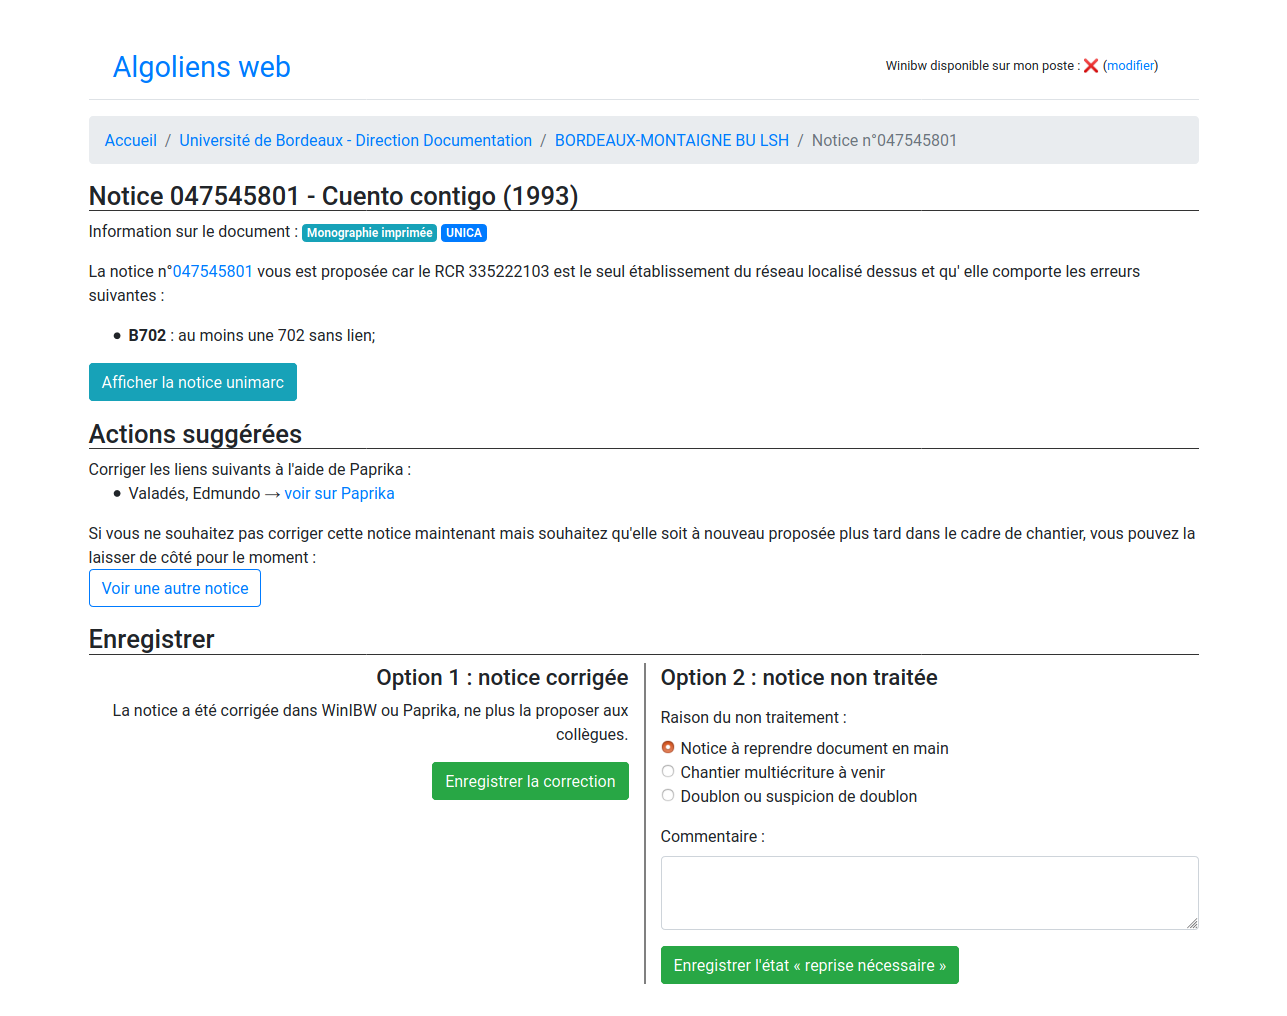 Algoliens web
Winibw disponible sur mon poste : ❌ (modifier)
Accueil / Université de Bordeaux - Direction Documentation / BORDEAUX-MONTAIGNE BU LSH / Notice n°047545801
Notice 047545801 - Cuento contigo (1993)
Information sur le document : Monographie imprimée UNICA
La notice n°047545801 vous est proposée car le RCR 335222103 est le seul établissement du réseau localisé dessus et qu' elle comporte les erreurs
suivantes :
• B702 : au moins une 702 sans lien;
Afficher la notice unimarc
Actions suggérées
Corriger les liens suivants à l'aide de Paprika :
• Valadés, Edmundo → voir sur Paprika
Si vous ne souhaitez pas corriger cette notice maintenant mais souhaitez qu'elle soit à nouveau proposée plus tard dans le cadre de chantier, vous pouvez la
laisser de côté pour le moment :
Voir une autre notice
Enregistrer
Option 1 : notice corrigée
La notice a été corrigée dans WinIBW ou Paprika, ne plus la proposer aux
collègues.
Enregistrer la correction
Option 2 : notice non traitée
Raison du non traitement :
Notice à reprendre document en main
Chantier multiécriture à venir
Doublon ou suspicion de doublon
Commentaire :
Enregistrer l'état « reprise nécessaire »